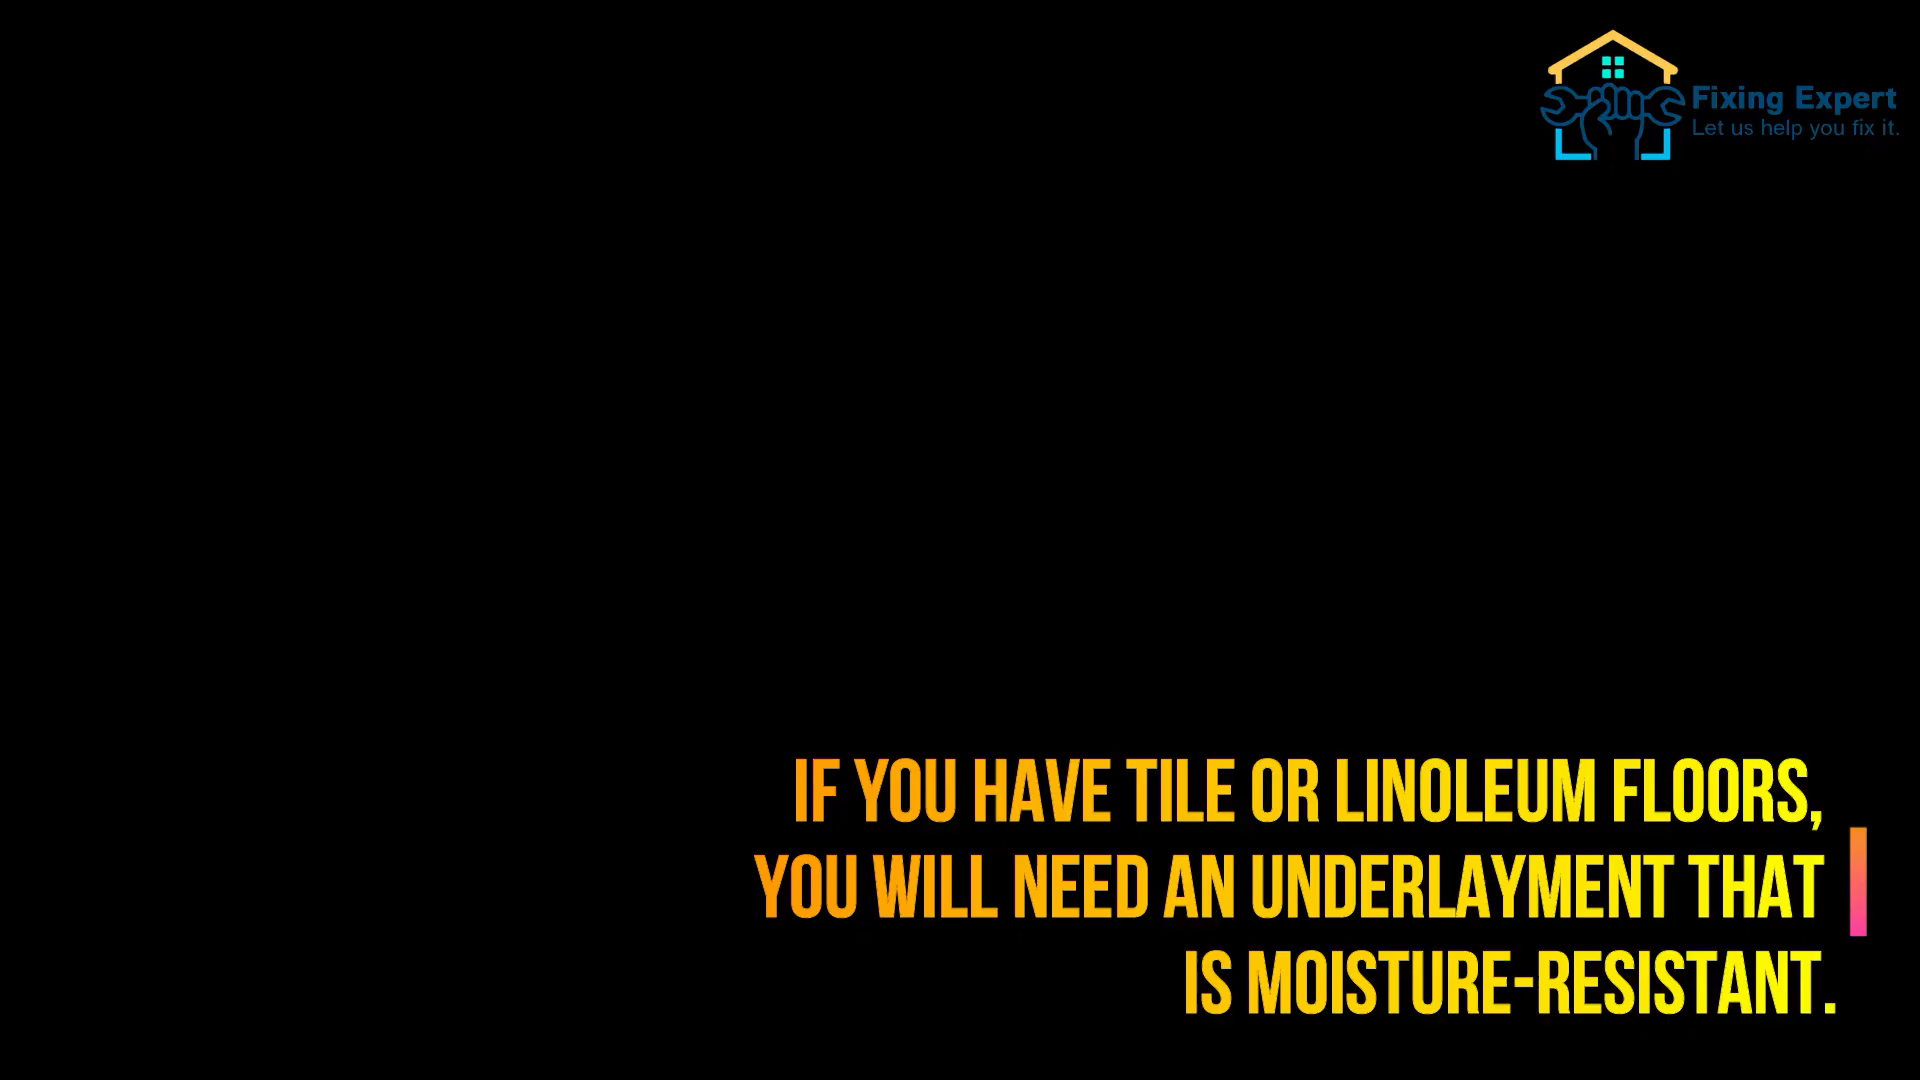 Fixing Expert
Let us help you fix it.
IF YOU HAVE TILE OR LINOLEUM FLOORS,
YOU WILL NEED AN UNDERLAYMENT THAT
IS MOISTURE-RESISTANT.